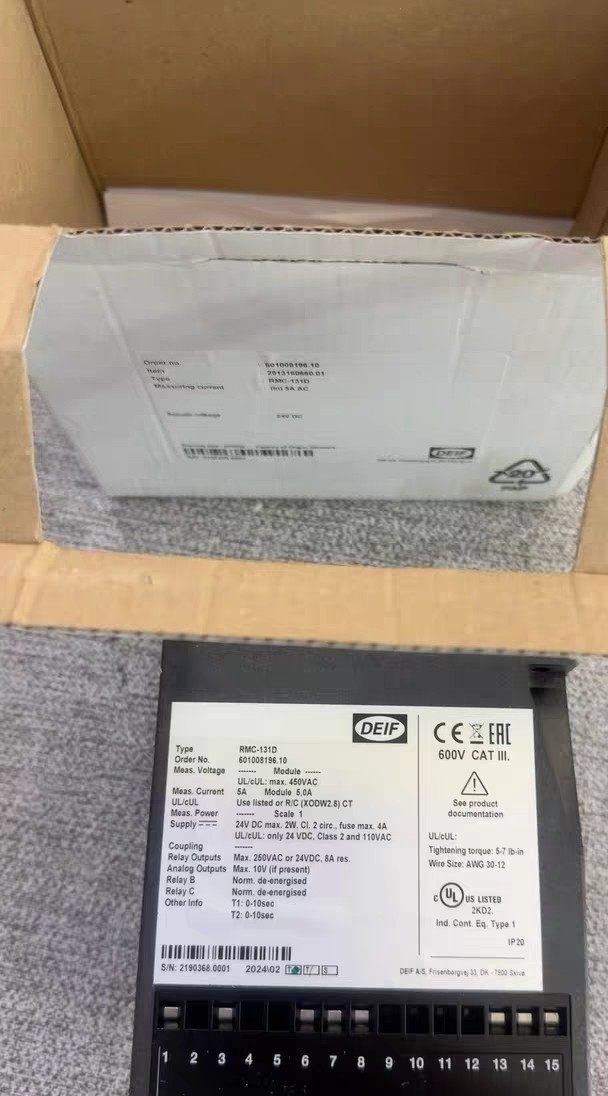 Order no. 601008196.10
Item 2913160660.01
Type RMC-131D
Measuring current
24V DC
DEIF
20
PAP
DEIF
Type RMC-131D
Order No. 601008196.10
Meas. Voltage ------- Module ------
UL/cUL: max. 450VAC
Meas. Current 5A Module 5,0A
UL/cUL Use listed or R/C (XODW2.8) CT
Meas. Power ------- Scale 1
Supply 24V DC max. 2W, Cl. 2 circ., fuse max. 4A
UL/cUL: only 24 VDC, Class 2 and 110VAC
Coupling -------
Relay Outputs Max. 250VAC or 24VDC, 8A res.
Analog Outputs Max. 10V (if present)
Relay B Norm. de-energised
Relay C Norm. de-energised
Other Info T1: 0-10sec
T2: 0-10sec
S/N: 2190368.0001 2024\02
CE EAC
600V CAT III.
See product
documentation
UL/cUL:
Tightening torque: 5-7 lb-in
Wire Size: AWG 30-12
C UL US LISTED
2KD2.
Ind. Cont. Eq. Type 1
IP20
DEIF A/S, Frisenborgvej 33, DK - 7800 Skive
1 2 3 4 5 6 7 8 9 10 11 12 13 14 15